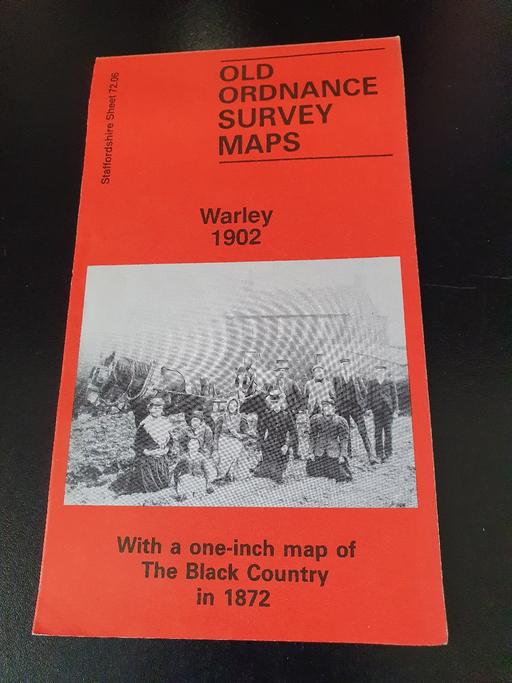 Staffordshire Sheet 72.06
OLD
ORDNANCE
SURVEY
MAPS
Warley
1902
With a one-inch map of
The Black Country
in 1872